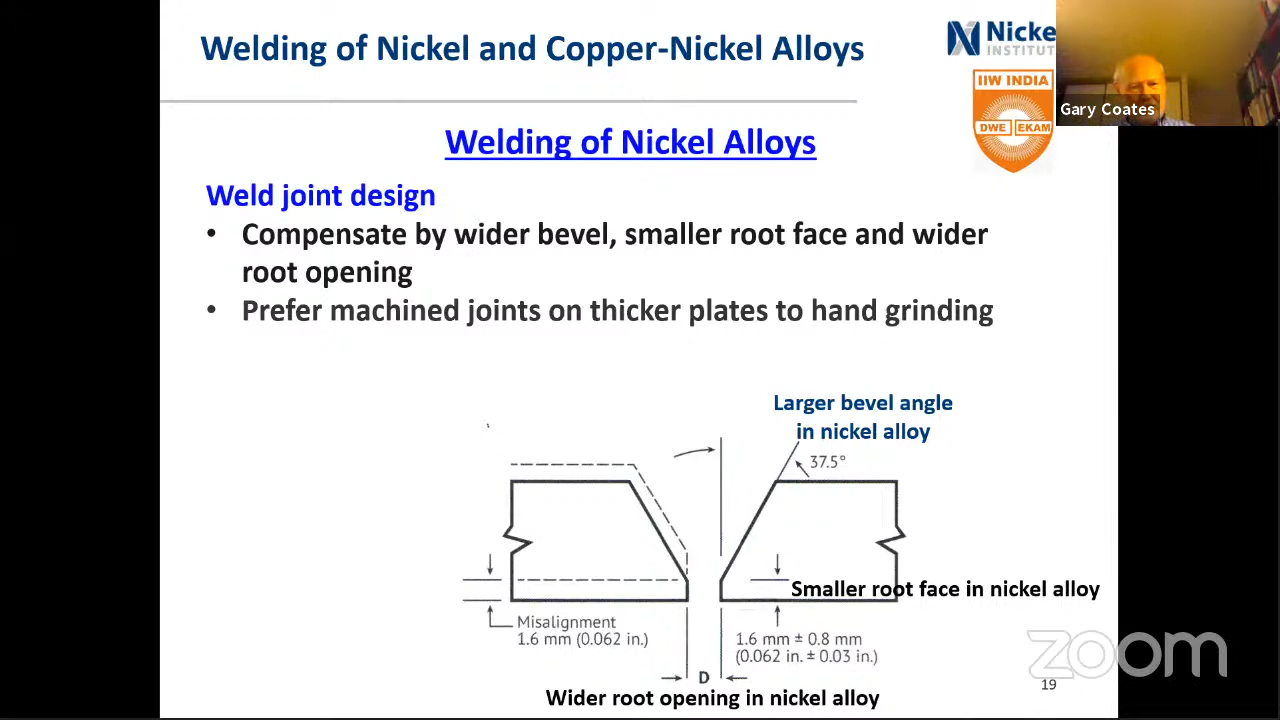 Welding of Nickel and Copper-Nickel Alloys
Nicke
INSTITUT
IIW INDIA
DWE EKAM
Gary Coates
Welding of Nickel Alloys
Weld joint design
• Compensate by wider bevel, smaller root face and wider
root opening
• Prefer machined joints on thicker plates to hand grinding
Larger bevel angle
in nickel alloy
37.5°
Smaller root face in nickel alloy
Misalignment
1.6 mm (0.062 in.)
1.6 mm ± 0.8 mm
(0.062 in. ± 0.03 in.)
D
Wider root opening in nickel alloy
zoom
19